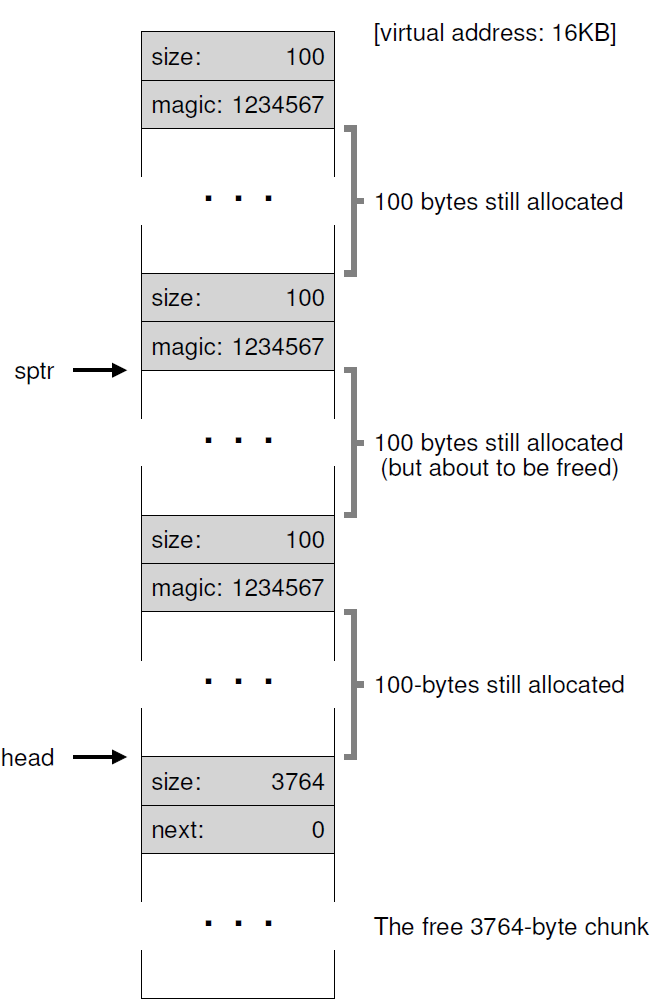 [virtual address: 16KB]
size: 100
magic: 1234567
. . .
100 bytes still allocated
size: 100
magic: 1234567
sptr
. . .
100 bytes still allocated
(but about to be freed)
size: 100
magic: 1234567
. . .
100-bytes still allocated
head
size: 3764
next: 0
. . .
The free 3764-byte chunk